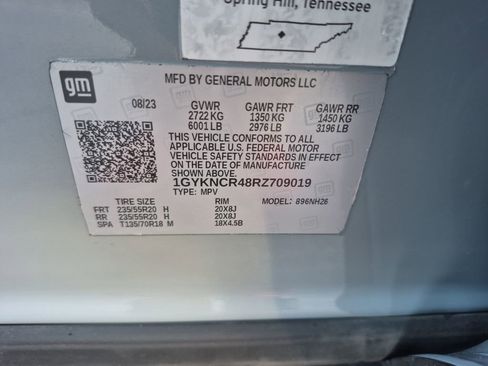 Spring Hill, Tennessee
gm
MFD BY GENERAL MOTORS LLC
08/23 GVWR GAWR FRT GAWR RR
2722 KG 1350 KG 1450 KG
6001 LB 2976 LB 3196 LB
THIS VEHICLE CONFORMS TO ALL
APPLICABLE U.S. FEDERAL MOTOR
VEHICLE SAFETY AND THEFT PREVENTION
STANDARDS IN EFFECT ON THE DATE OF MANUFACTURE
SHOWN ABOVE.
1GYKNCR48RZ709019
TYPE: MPV MODEL: 896NH26
TIRE SIZE RIM
FRT 235/55R20 H 20X8J
RR 235/55R20 H 20X8J
SPA T135/70R18 M 18X4.5B